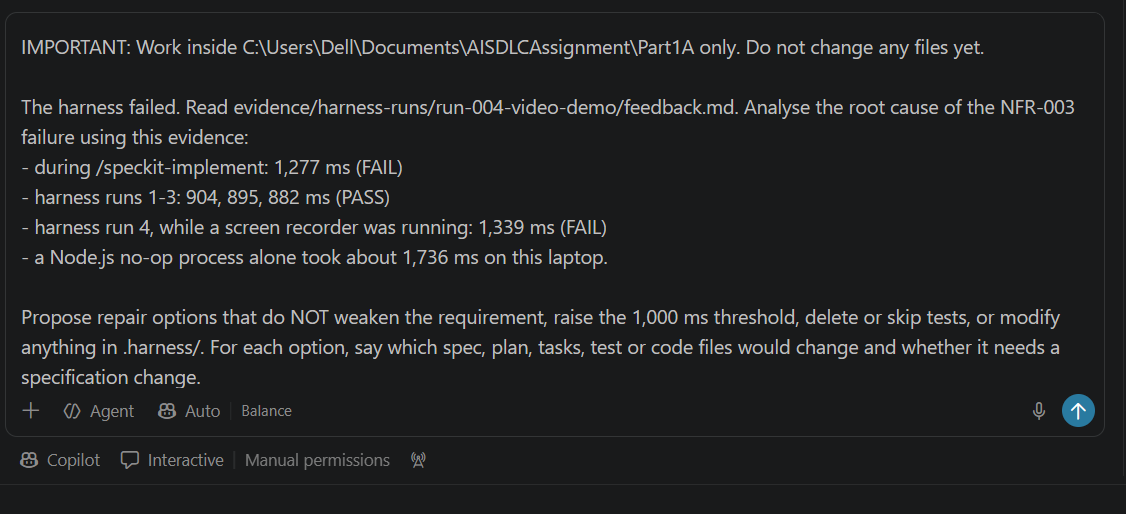 IMPORTANT: Work inside C:\Users\Dell\Documents\AISDLCAssignment\Part1A only. Do not change any files yet.
The harness failed. Read evidence/harness-runs/run-004-video-demo/feedback.md. Analyse the root cause of the NFR-003
failure using this evidence:
- during /speckit-implement: 1,277 ms (FAIL)
- harness runs 1-3: 904, 895, 882 ms (PASS)
- harness run 4, while a screen recorder was running: 1,339 ms (FAIL)
- a Node.js no-op process alone took about 1,736 ms on this laptop.
Propose repair options that do NOT weaken the requirement, raise the 1,000 ms threshold, delete or skip tests, or modify
anything in .harness/. For each option, say which spec, plan, tasks, test or code files would change and whether it needs a
specification change.
Agent Auto Balance
Copilot Interactive Manual permissions